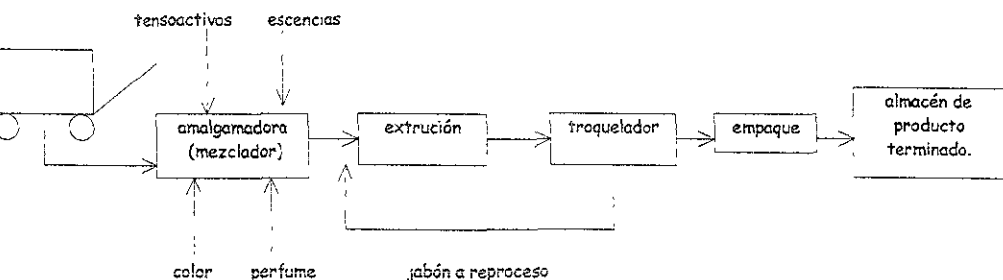 tensoactivos escencias
amalgamadora
(mezclador)
extrución
troquelador
empaque
almacén de
producto
terminado.
color perfume jabón a reproceso